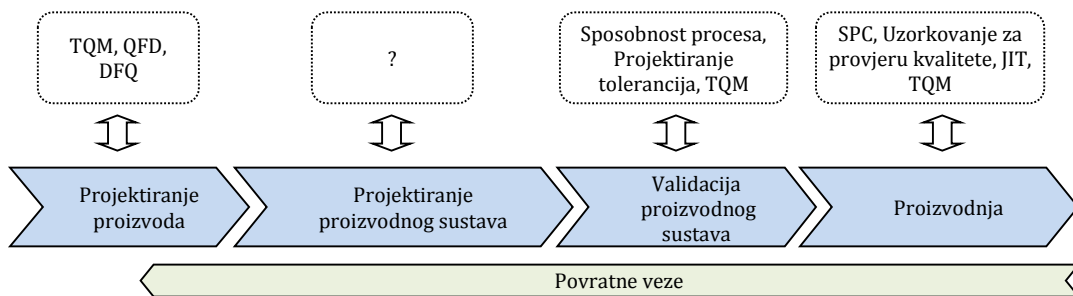 TQM, QFD,
DFQ
?
Sposobnost procesa,
Projektiranje
tolerancija, TQM
SPC, Uzorkovanje za
provjeru kvalitete, JIT,
TQM
Projektiranje
proizvoda
Projektiranje
proizvodnog sustava
Validacija
proizvodnog
sustava
Proizvodnja
Povratne veze